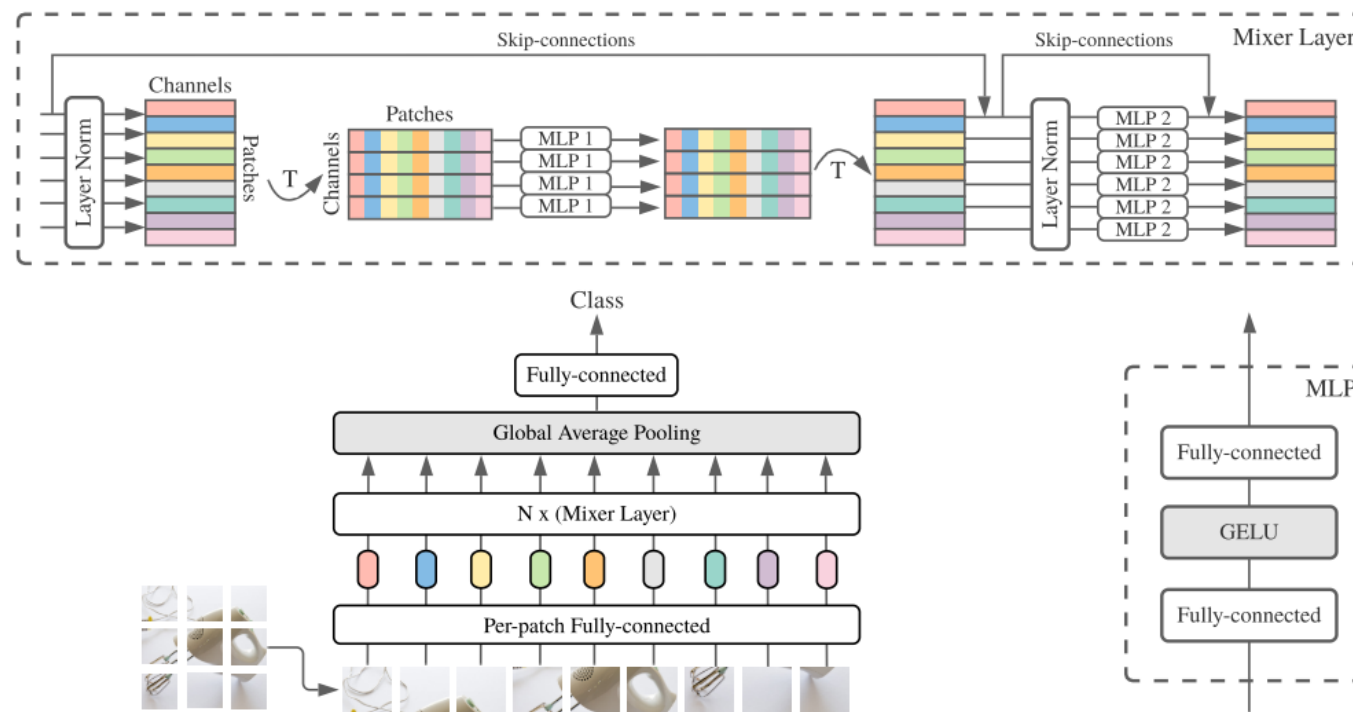 Skip-connections
Skip-connections
Mixer Layer
Channels
Layer Norm
Patches
T
Patches
Channels
MLP 1
MLP 1
MLP 1
MLP 1
T
Layer Norm
MLP 2
MLP 2
MLP 2
MLP 2
MLP 2
MLP 2
Class
Fully-connected
Global Average Pooling
N x (Mixer Layer)
Per-patch Fully-connected
MLP
Fully-connected
GELU
Fully-connected